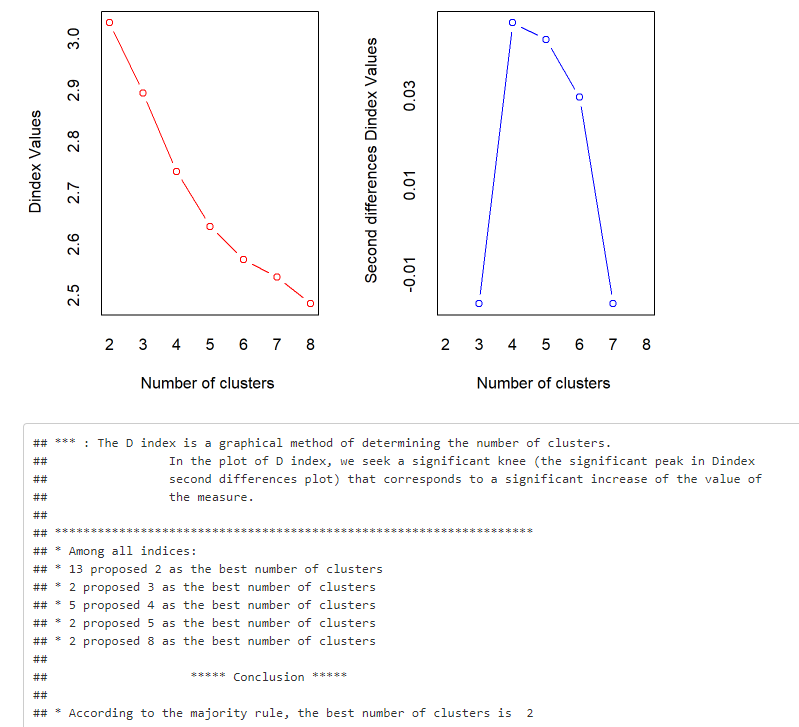 Dindex Values
3.0
2.9
2.8
2.7
2.6
2.5
2 3 4 5 6 7 8
Number of clusters
Second differences Dindex Values
0.03
0.01
-0.01
2 3 4 5 6 7 8
Number of clusters
## *** : The D index is a graphical method of determining the number of clusters.
##                 In the plot of D index, we seek a significant knee (the significant peak in Dindex
##                 second differences plot) that corresponds to a significant increase of the value of
##                 the measure.
##
## *******************************************************************
## * Among all indices:
## * 13 proposed 2 as the best number of clusters
## * 2 proposed 3 as the best number of clusters
## * 5 proposed 4 as the best number of clusters
## * 2 proposed 5 as the best number of clusters
## * 2 proposed 8 as the best number of clusters
##
##                    ***** Conclusion *****
##
## * According to the majority rule, the best number of clusters is  2